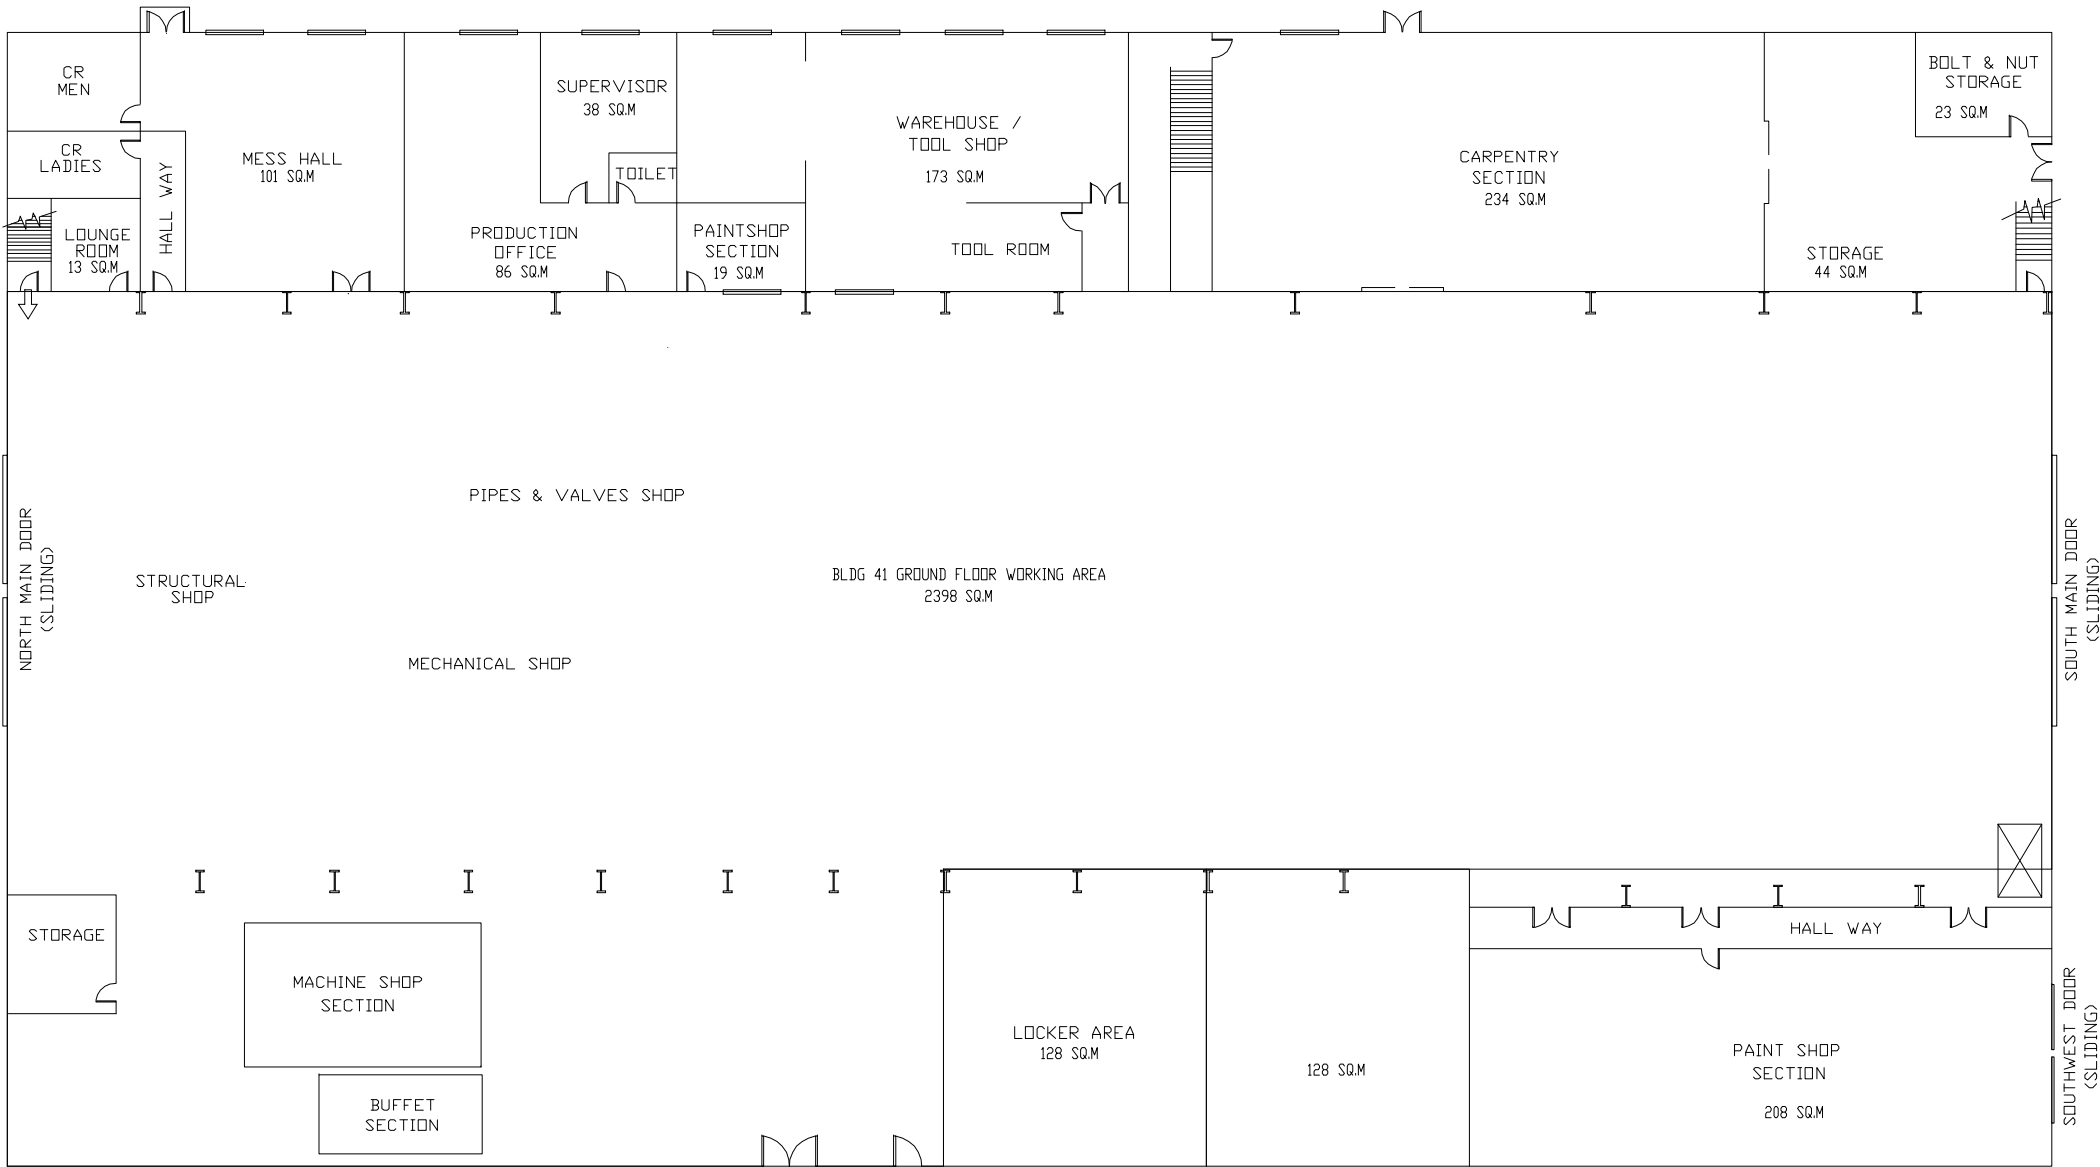 CR
MEN
CR
LADIES
HALL WAY
LOUNGE
ROOM
13 SQ.M
MESS HALL
101 SQ.M
SUPERVISOR
38 SQ.M
TOILET
PRODUCTION
OFFICE
86 SQ.M
PAINTSHOP
SECTION
19 SQ.M
WAREHOUSE /
TOOL SHOP
173 SQ.M
TOOL ROOM
CARPENTRY
SECTION
234 SQ.M
BOLT & NUT
STORAGE
23 SQ.M
STORAGE
44 SQ.M
PIPES & VALVES SHOP
NORTH MAIN DOOR
(SLIDING)
STRUCTURAL
SHOP
BLDG 41 GROUND FLOOR WORKING AREA
2398 SQ.M
MECHANICAL SHOP
SOUTH MAIN DOOR
(SLIDING)
STORAGE
MACHINE SHOP
SECTION
BUFFET
SECTION
LOCKER AREA
128 SQ.M
128 SQ.M
HALL WAY
PAINT SHOP
SECTION
208 SQ.M
SOUTHWEST DOOR
(SLIDING)